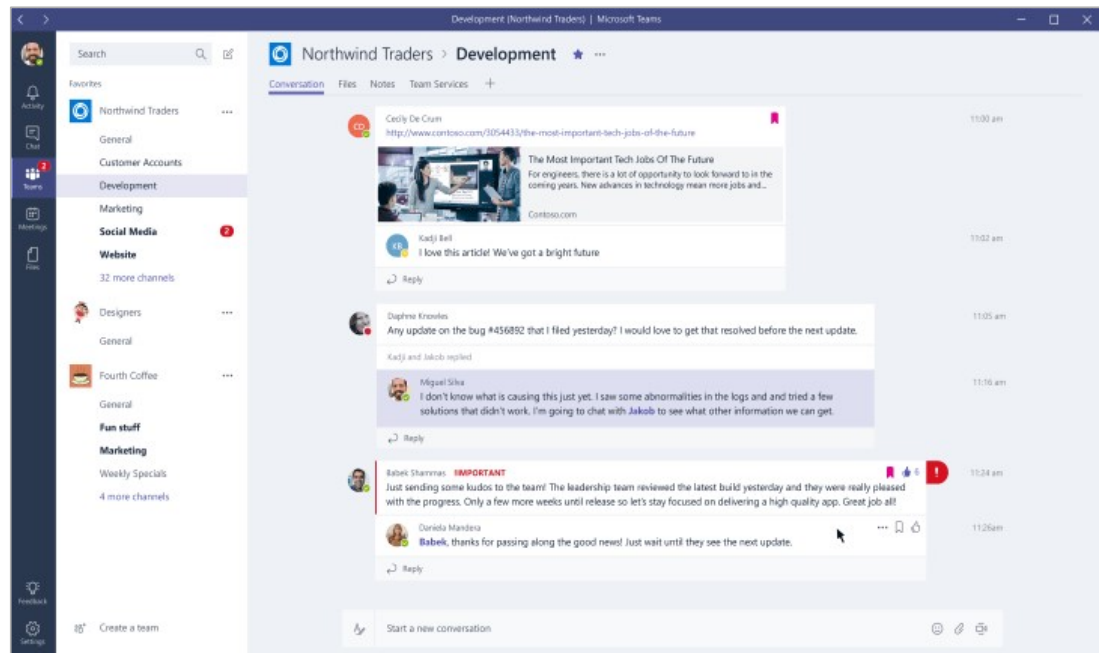 Development (Northwind Traders) | Microsoft Teams
Search
Activity
Chat
2
Teams
Meetings
Files
Feedback
Settings
Favorites
Northwind Traders
General
Customer Accounts
Development
Marketing
Social Media 2
Website
32 more channels
Designers
General
Fourth Coffee
General
Fun stuff
Marketing
Weekly Specials
4 more channels
Create a team
Northwind Traders > Development
Conversation Files Notes Team Services
CD
Cecily De Crum 11:00 am
http://www.contoso.com/3054433/the-most-important-tech-jobs-of-the-future
The Most Important Tech Jobs Of The Future
For engineers, there is a lot of opportunity to look forward to in the
coming years. New advances in technology mean more jobs and...
Contoso.com
KB
Kadji Bell 11:02 am
I love this article! We've got a bright future
Reply
Daphne Knowles 11:05 am
Any update on the bug #456892 that I filed yesterday? I would love to get that resolved before the next update.
Kadji and Jakob replied
Miguel Silva 11:16 am
I don't know what is causing this just yet. I saw some abnormalities in the logs and and tried a few
solutions that didn't work. I'm going to chat with Jakob to see what other information we can get.
Reply
Babek Shammas !IMPORTANT 6 ! 11:24 am
Just sending some kudos to the team! The leadership team reviewed the latest build yesterday and they were really pleased
with the progress. Only a few more weeks until release so let's stay focused on delivering a high quality app. Great job all!
Daniela Mandera 11:26am
Babek, thanks for passing along the good news! Just wait until they see the next update.
Reply
Start a new conversation